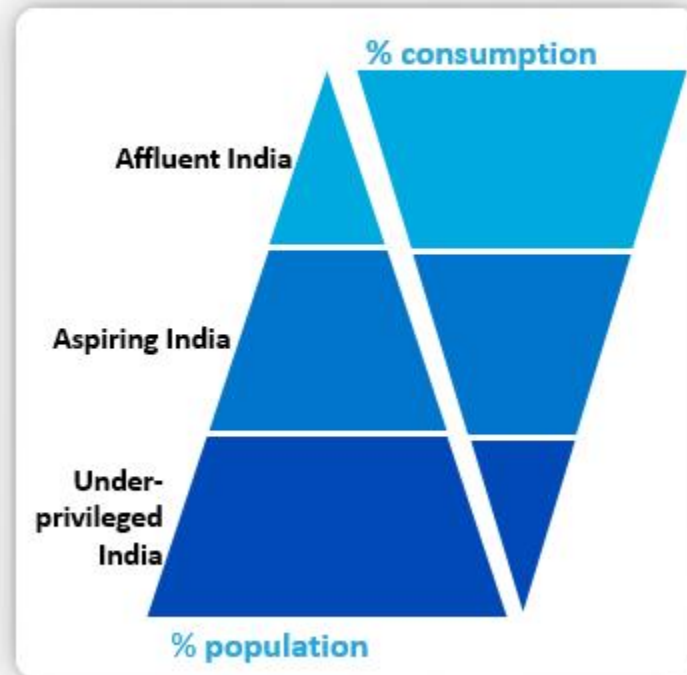 % consumption
Affluent India
Aspiring India
Under-
privileged
India
% population